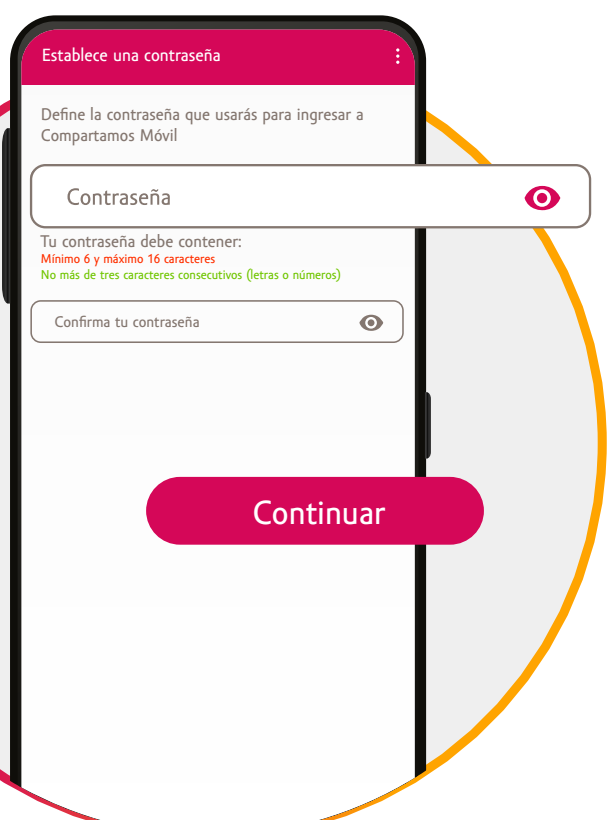 Establece una contraseña
Define la contraseña que usarás para ingresar a
Compartamos Móvil
Contraseña
Tu contraseña debe contener:
Mínimo 6 y máximo 16 caracteres
No más de tres caracteres consecutivos (letras o números)
Confirma tu contraseña
Continuar